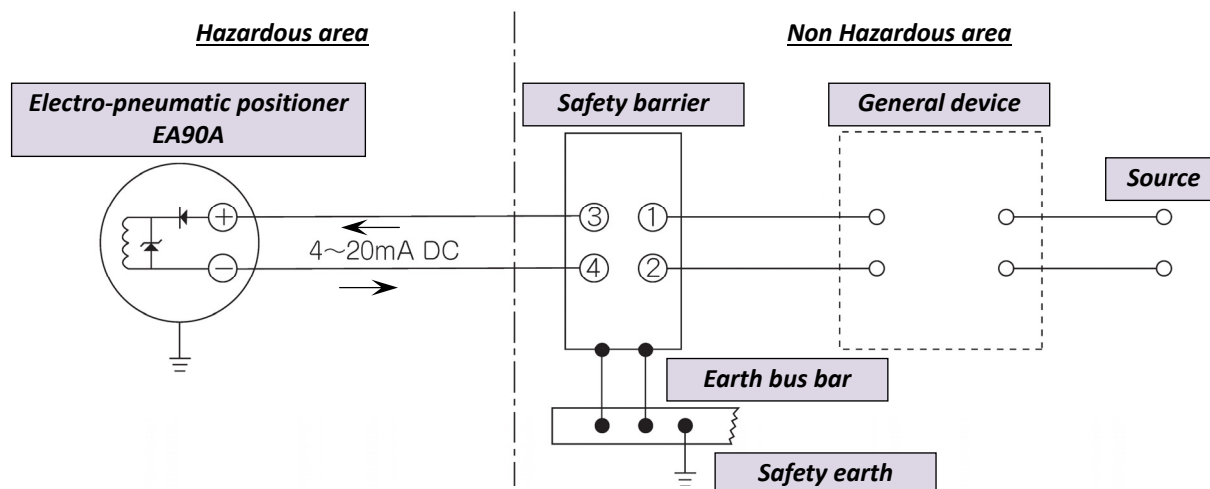 Hazardous area
Non Hazardous area
Electro-pneumatic positioner
EA90A
Safety barrier
General device
Source
+
3
1
4~20mA DC
−
4
2
Earth bus bar
Safety earth